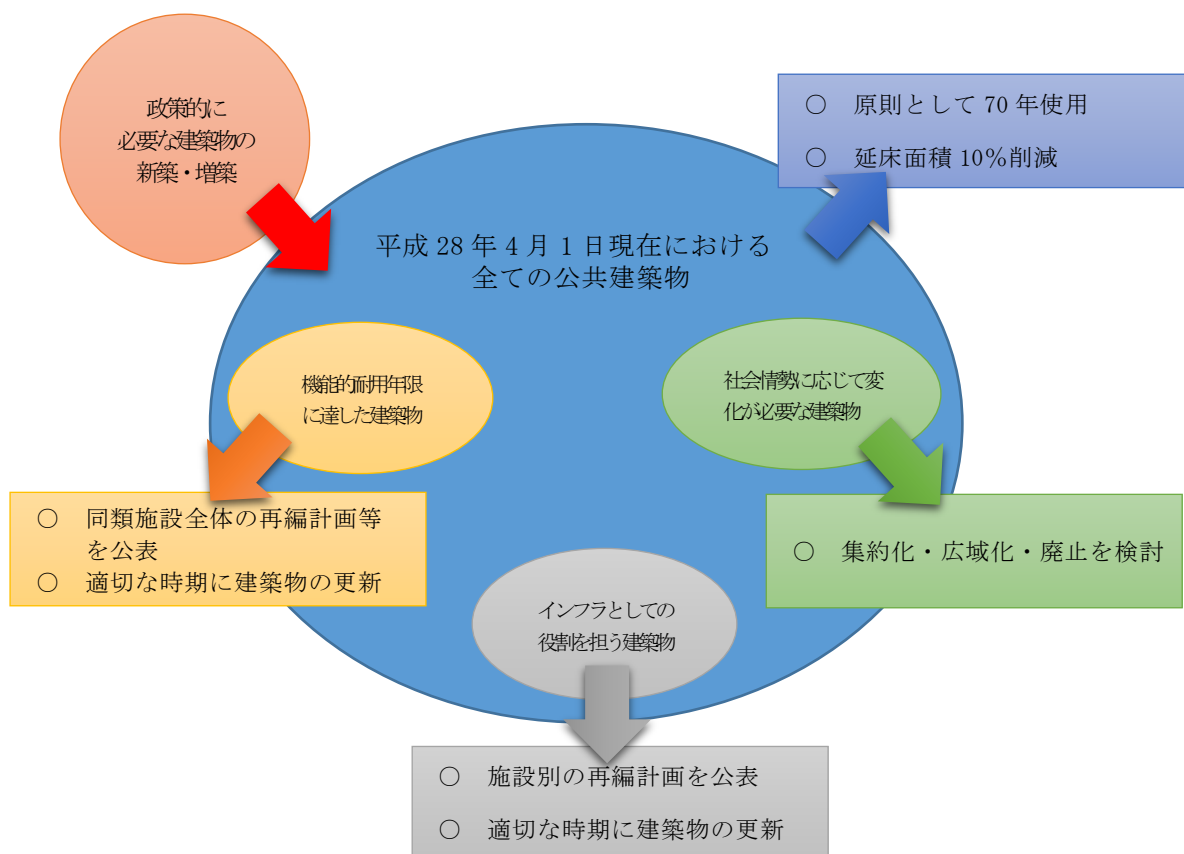 政策的に
必要な建築物の
新築・増築
○ 原則として 70 年使用
○ 延床面積 10%削減
平成 28 年 4 月 1 日現在における
全ての公共建築物
機能的耐用年限
に達した建築物
社会情勢に応じて変
化が必要な建築物
○ 同類施設全体の再編計画等
を公表
○ 適切な時期に建築物の更新
○ 集約化・広域化・廃止を検討
インフラとしての
役割を担う建築物
○ 施設別の再編計画を公表
○ 適切な時期に建築物の更新